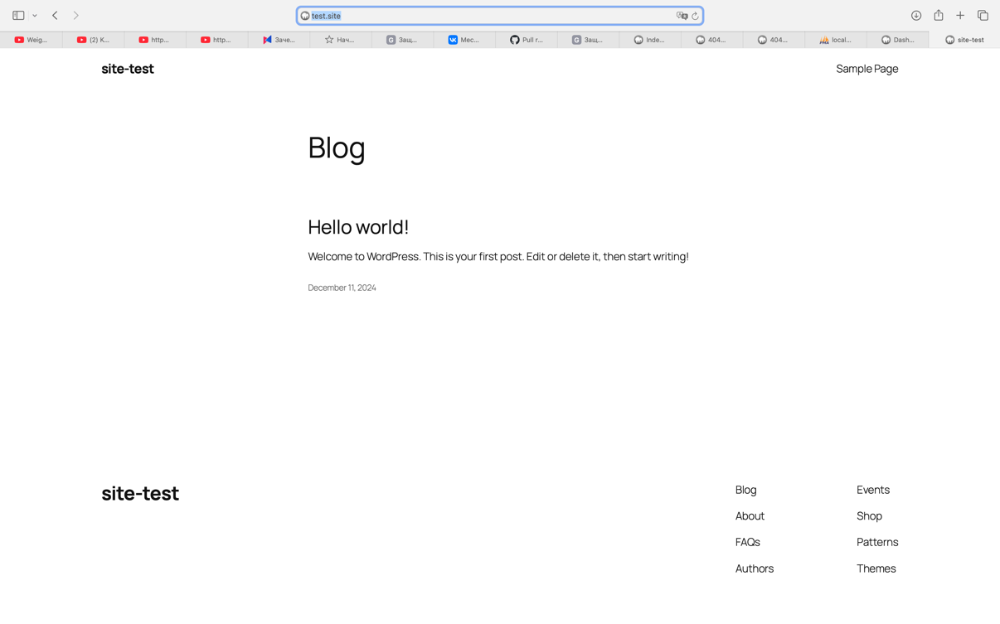 test.site
Weig...
(2) K...
http...
http...
Заче...
Нач...
Защ...
Мес...
Pull r...
Защ...
Inde...
404...
404...
local...
Dash...
site-test
site-test
Sample Page
Blog
Hello world!
Welcome to WordPress. This is your first post. Edit or delete it, then start writing!
December 11, 2024
site-test
Blog
Events
About
Shop
FAQs
Patterns
Authors
Themes